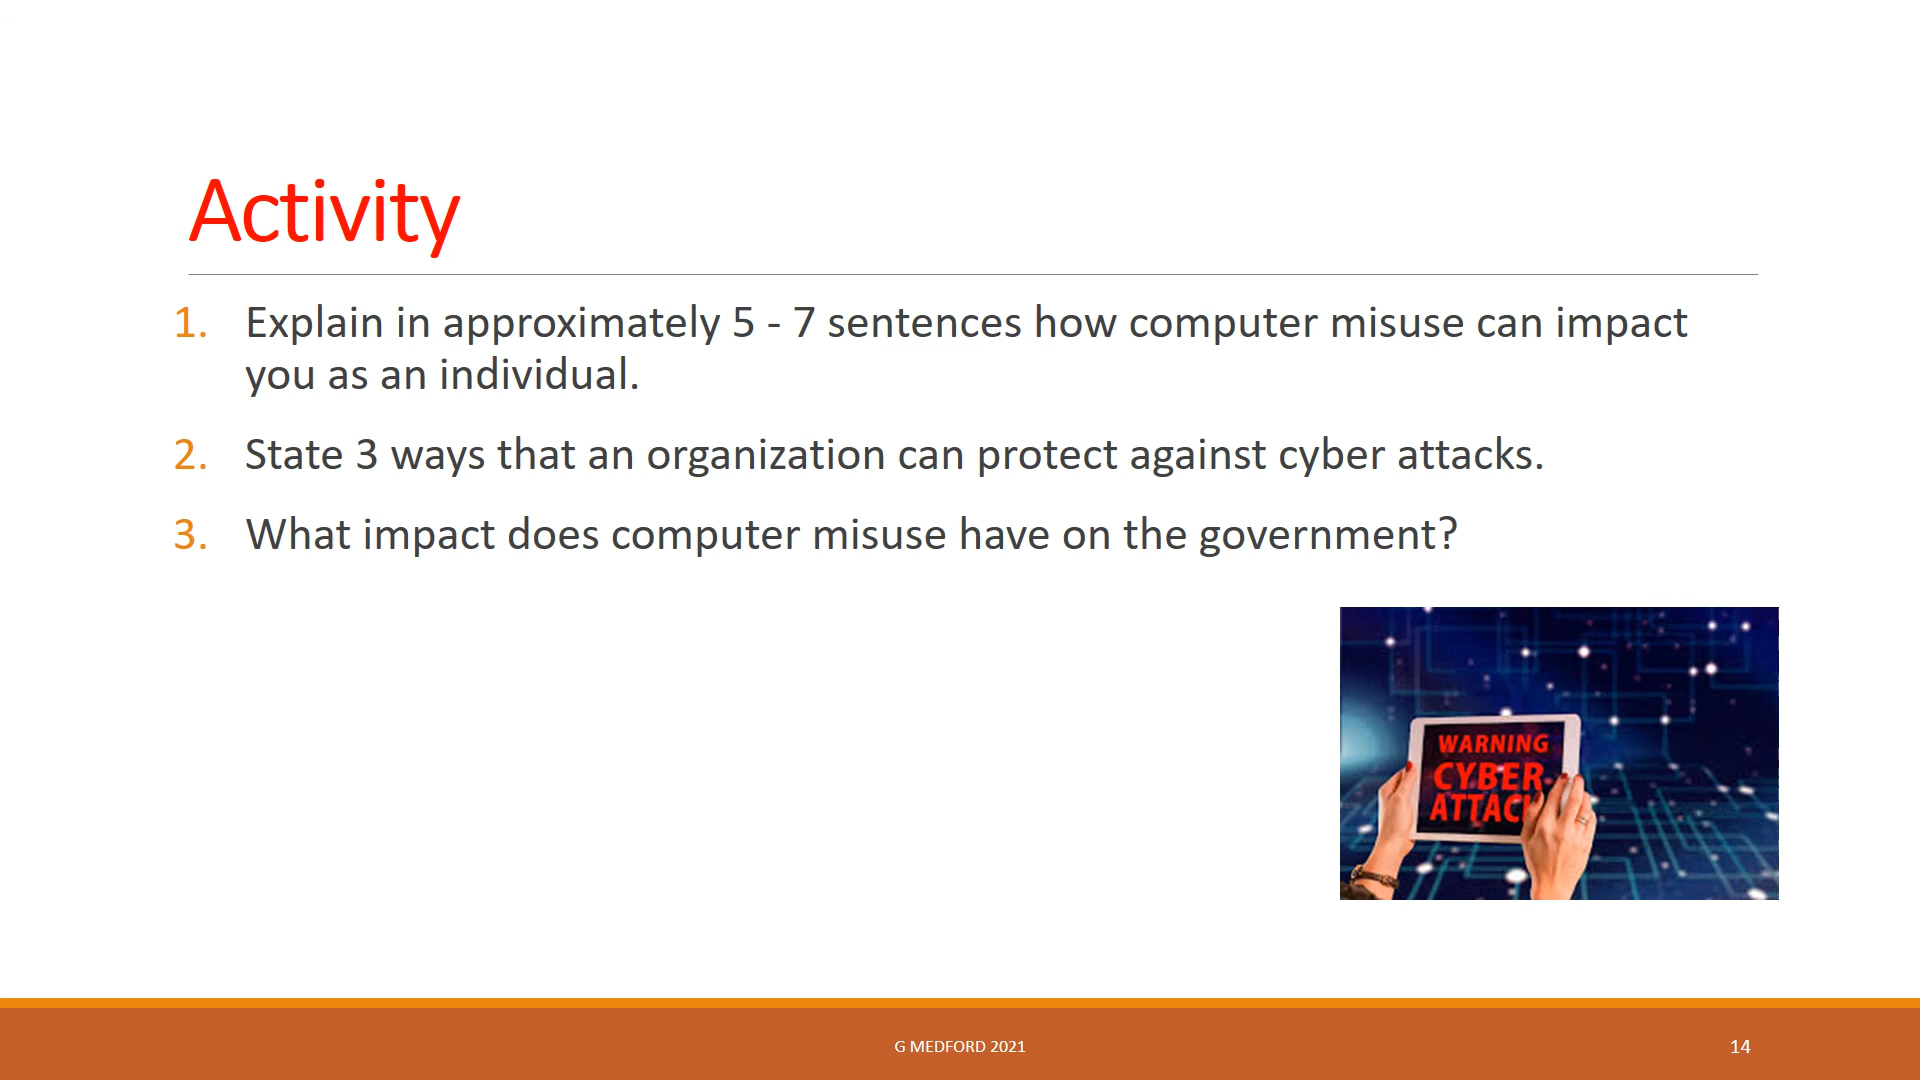 Activity
1. Explain in approximately 5 - 7 sentences how computer misuse can impact
you as an individual.
2. State 3 ways that an organization can protect against cyber attacks.
3. What impact does computer misuse have on the government?
WARNING
CYBER
ATTAC
G MEDFORD 2021
14